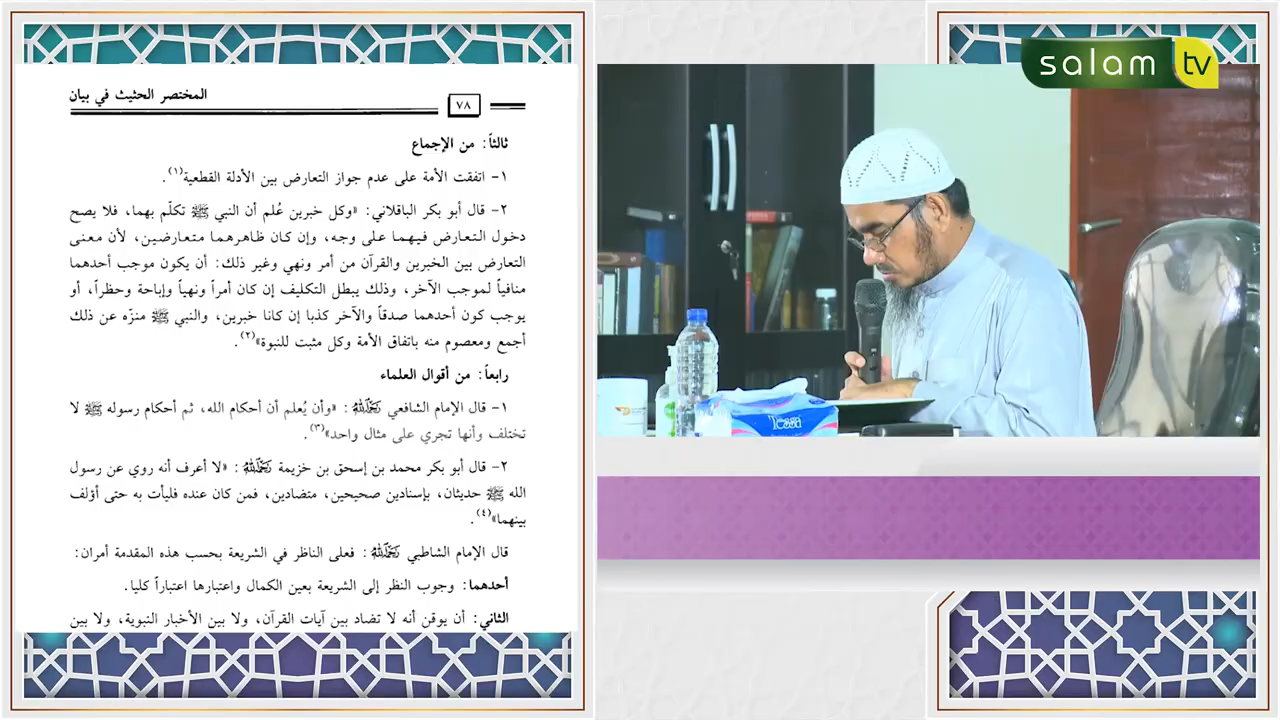 المختصر الحثيث في بيان
٧٨
ثالثاً: من الإجماع
١- اتفقت الأمة على عدم جواز التعارض بين الأدلة القطعية(١).
٢- قال أبو بكر الباقلاني: «وكل خبرين عُلم أن النبي ﷺ تكلّم بهما، فلا يصح
دخول التعارض فيهما على وجه، وإن كان ظاهرهما متعارضين، لأن معنى
التعارض بين الخبرين والقرآن من أمر ونهي وغير ذلك: أن يكون موجب أحدهما
منافياً لموجب الآخر، وذلك يبطل التكليف إن كان أمراً ونهياً وإباحة وحظراً، أو
يوجب كون أحدهما صدقاً والآخر كذبا إن كانا خبرين، والنبي ﷺ منزّه عن ذلك
أجمع ومعصوم منه باتفاق الأمة وكل مثبت للنبوة»(٢).
رابعاً: من أقوال العلماء
١- قال الإمام الشافعي رَحِمَهُ اللَّهُ: «وأن يُعلم أن أحكام الله، ثم أحكام رسوله ﷺ لا
تختلف وأنها تجري على مثال واحد»(٣).
٢- قال أبو بكر محمد بن إسحق بن خزيمة رَحِمَهُ اللَّهُ: «لا أعرف أنه روي عن رسول
الله ﷺ حديثان، بإسنادين صحيحين، متضادين، فمن كان عنده فليأت به حتى أؤلف
بينهما»(٤).
قال الإمام الشاطبي رَحِمَهُ اللَّهُ: فعلى الناظر في الشريعة بحسب هذه المقدمة أمران:
أحدهما: وجوب النظر إلى الشريعة بعين الكمال واعتبارها اعتباراً كليا.
الثاني: أن يوقن أنه لا تضاد بين آيات القرآن، ولا بين الأخبار النبوية، ولا بين
salam tv
Tessa